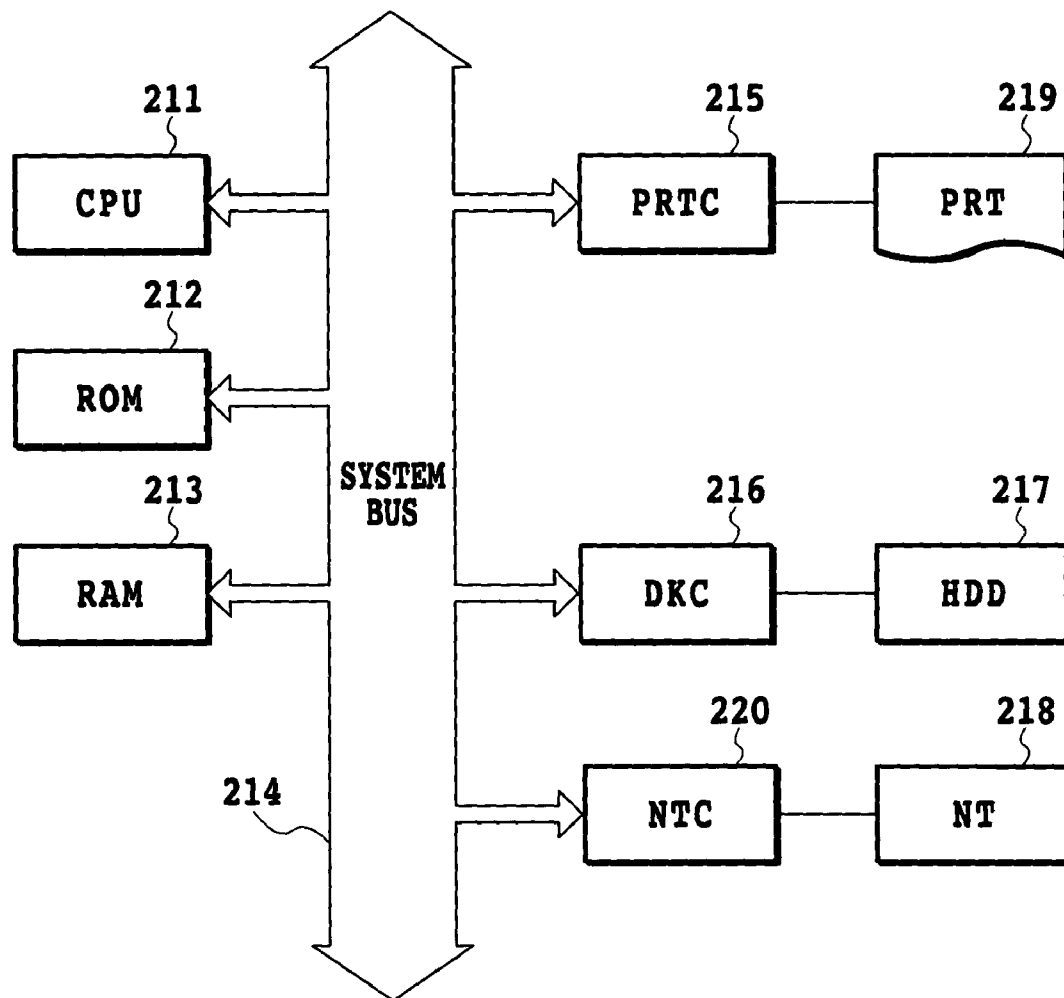 211
CPU
212
ROM
213
RAM
SYSTEM
BUS
214
215
PRTC
219
PRT
216
DKC
217
HDD
220
NTC
218
NT